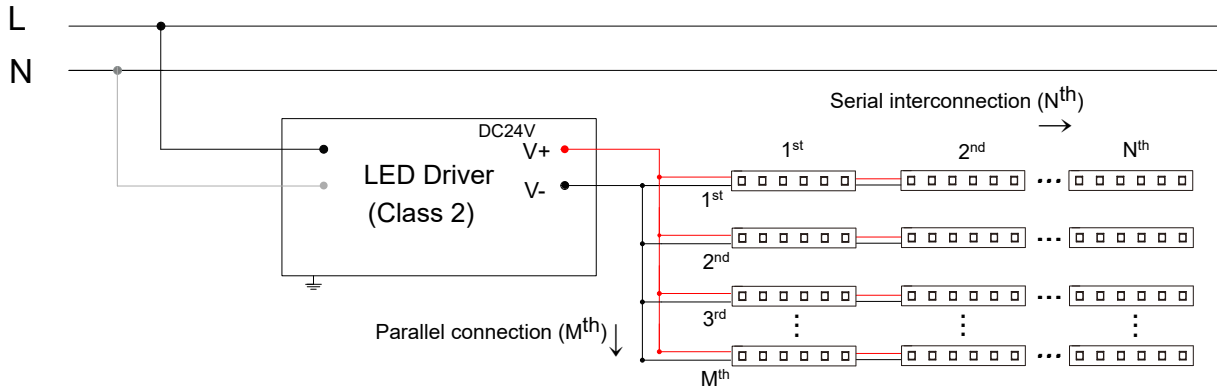 L
N
Serial interconnection (Nth)
1st 2nd Nth
DC24V
V+
LED Driver
(Class 2)
V-
1st
2nd
3rd
Mth
Parallel connection (Mth)